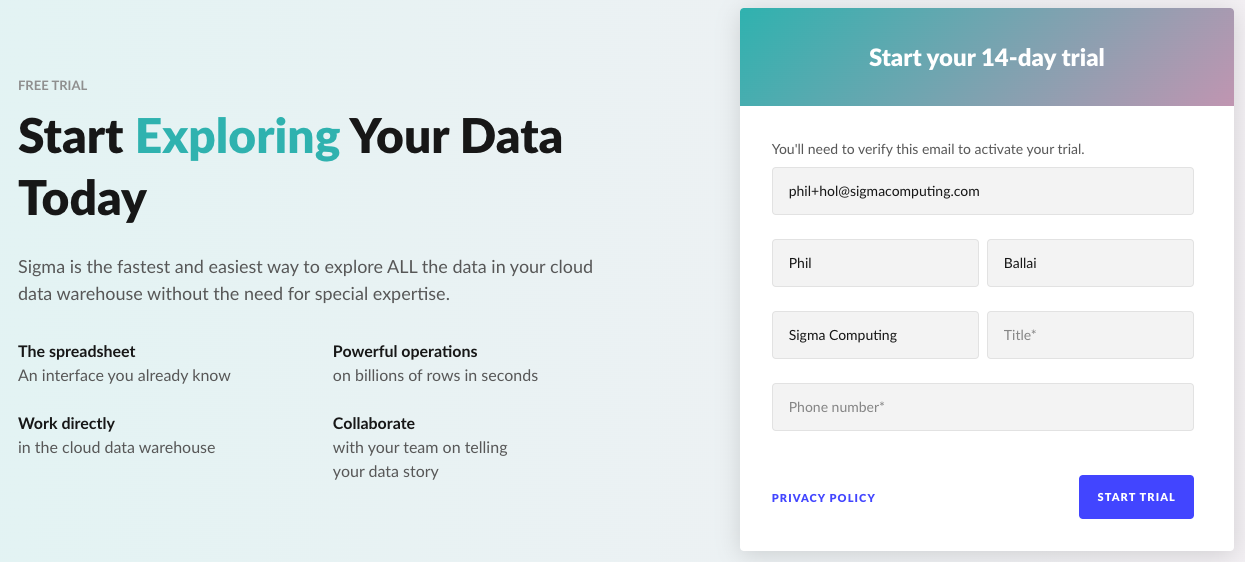 FREE TRIAL
Start Exploring Your Data
Today
Sigma is the fastest and easiest way to explore ALL the data in your cloud
data warehouse without the need for special expertise.
The spreadsheet
An interface you already know
Powerful operations
on billions of rows in seconds
Work directly
in the cloud data warehouse
Collaborate
with your team on telling
your data story
Start your 14-day trial
You'll need to verify this email to activate your trial.
phil+hol@sigmacomputing.com
Phil
Ballai
Sigma Computing
Title*
Phone number*
PRIVACY POLICY
START TRIAL